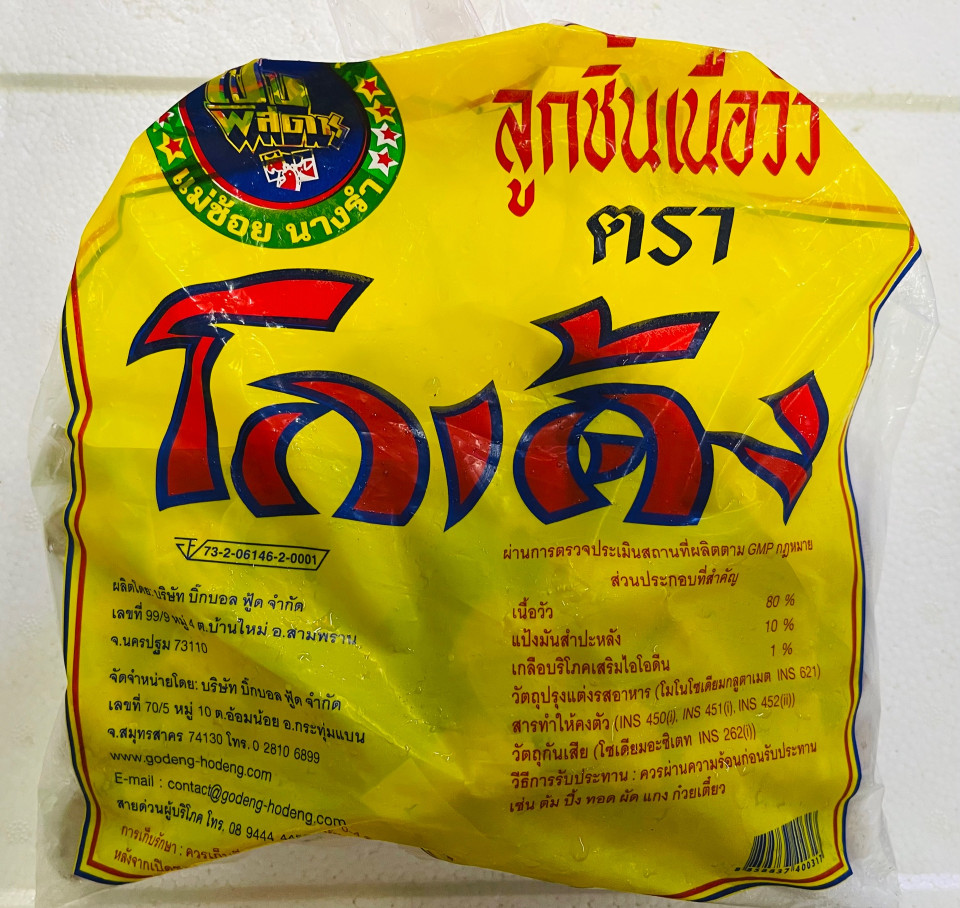 พิสดาร
แม่ช้อย นางรำ
ลูกชิ้นเนื้อวัว
ตรา
โกเด้ง
73-2-06146-2-0001
ผลิตโดย: บริษัท บิ๊กบอล ฟู้ด จำกัด
เลขที่ 99/9 หมู่ 4 ต.บ้านใหม่ อ.สามพราน
จ.นครปฐม 73110
จัดจำหน่ายโดย: บริษัท บิ๊กบอล ฟู้ด จำกัด
เลขที่ 70/5 หมู่ 10 ต.อ้อมน้อย อ.กระทุ่มแบน
จ.สมุทรสาคร 74130 โทร. 0 2810 6899
www.godeng-hodeng.com
E-mail : contact@godeng-hodeng.com
สายด่วนผู้บริโภค โทร. 08 9444
การเก็บรักษา : ควรเก็บ
หลังจากเปิด
ผ่านการตรวจประเมินสถานที่ผลิตตาม GMP กฎหมาย
ส่วนประกอบที่สำคัญ
เนื้อวัว 80 %
แป้งมันสำปะหลัง 10 %
เกลือบริโภคเสริมไอโอดีน 1 %
วัตถุปรุงแต่งรสอาหาร (โมโนโซเดียมกลูตาเมต INS 621)
สารทำให้คงตัว (INS 450(i), INS 451(i), INS 452(i))
วัตถุกันเสีย (โซเดียมอะซิเตท INS 262(i))
วิธีการรับประทาน : ควรผ่านความร้อนก่อนรับประทาน
เช่น ต้ม ปิ้ง ทอด ผัด แกง ก๋วยเตี๋ยว